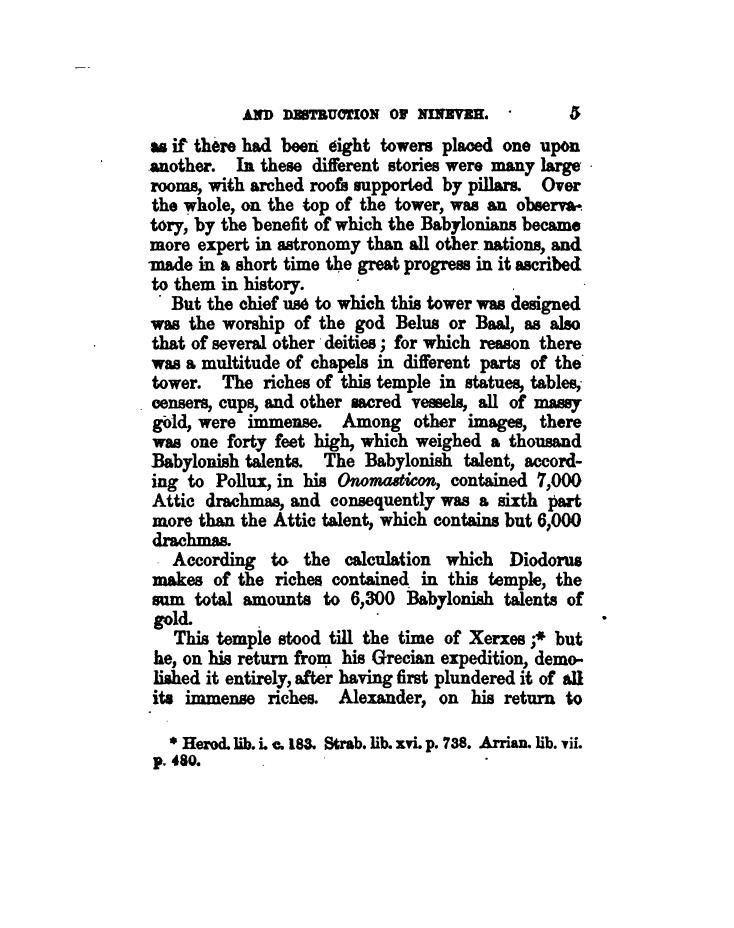 AND DESTRUCTION OF NINEVEH. 5
as if there had been eight towers placed one upon
another. In these different stories were many large
rooms, with arched roofs supported by pillars. Over
the whole, on the top of the tower, was an observa-
tory, by the benefit of which the Babylonians became
more expert in astronomy than all other nations, and
made in a short time the great progress in it ascribed
to them in history.
But the chief use to which this tower was designed
was the worship of the god Belus or Baal, as also
that of several other deities; for which reason there
was a multitude of chapels in different parts of the
tower. The riches of this temple in statues, tables,
censers, cups, and other sacred vessels, all of massy
gold, were immense. Among other images, there
was one forty feet high, which weighed a thousand
Babylonish talents. The Babylonish talent, accord-
ing to Pollux, in his Onomasticon, contained 7,000
Attic drachmas, and consequently was a sixth part
more than the Attic talent, which contains but 6,000
drachmas.
According to the calculation which Diodorus
makes of the riches contained in this temple, the
sum total amounts to 6,300 Babylonish talents of
gold.
This temple stood till the time of Xerxes;* but
he, on his return from his Grecian expedition, demo-
lished it entirely, after having first plundered it of all
its immense riches. Alexander, on his return to
* Herod. lib. i. c. 183. Strab. lib. xvi. p. 738. Arrian. lib. vii.
p. 480.